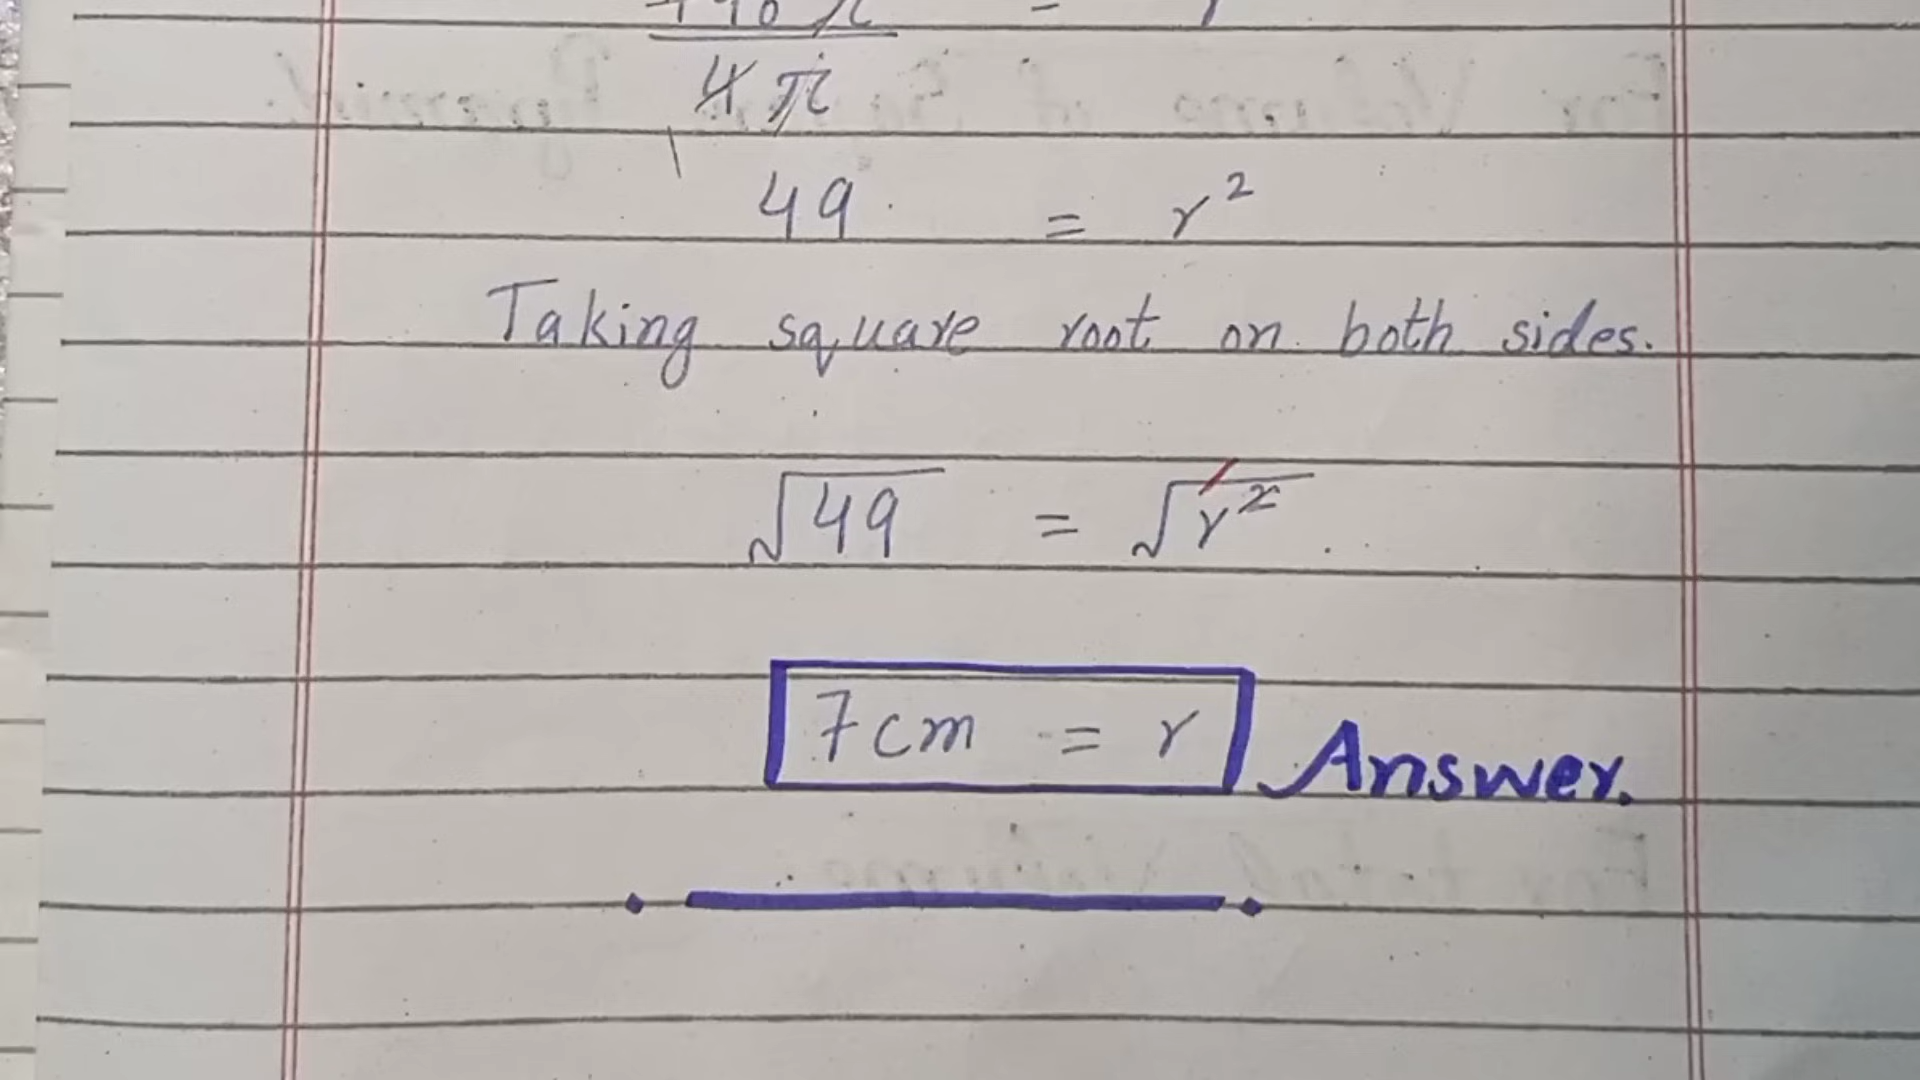 4π
49 = r²
Taking square root on both sides.
√49 = √r²
7cm = r Answer.